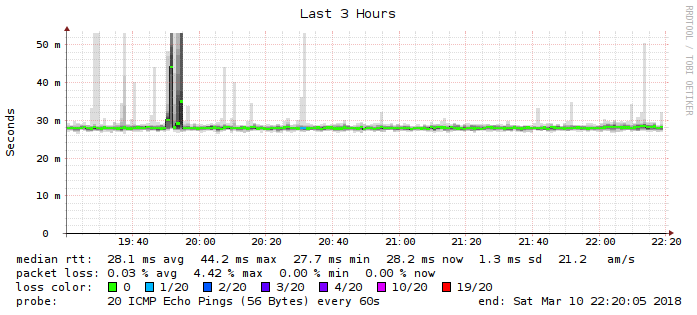 Last 3 Hours
RRDTOOL / TOBI OETIKER
Seconds
50 m
40 m
30 m
20 m
10 m
0
19:40 20:00 20:20 20:40 21:00 21:20 21:40 22:00 22:20
median rtt: 28.1 ms avg 44.2 ms max 27.7 ms min 28.2 ms now 1.3 ms sd 21.2 am/s
packet loss: 0.03 % avg 4.42 % max 0.00 % min 0.00 % now
loss color: 0 1/20 2/20 3/20 4/20 10/20 19/20
probe: 20 ICMP Echo Pings (56 Bytes) every 60s end: Sat Mar 10 22:20:05 2018